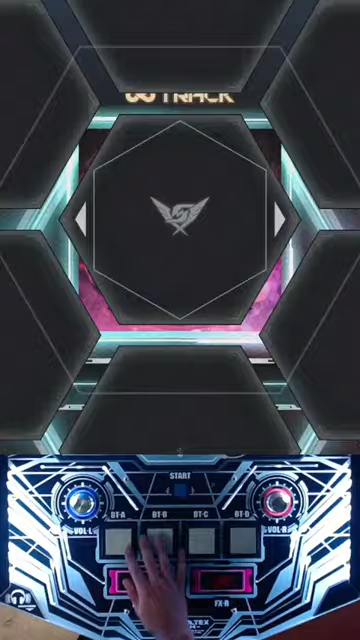 TRACK
START
BT-A BT-B BT-C BT-D
VOL-L VOL-R
FX-R